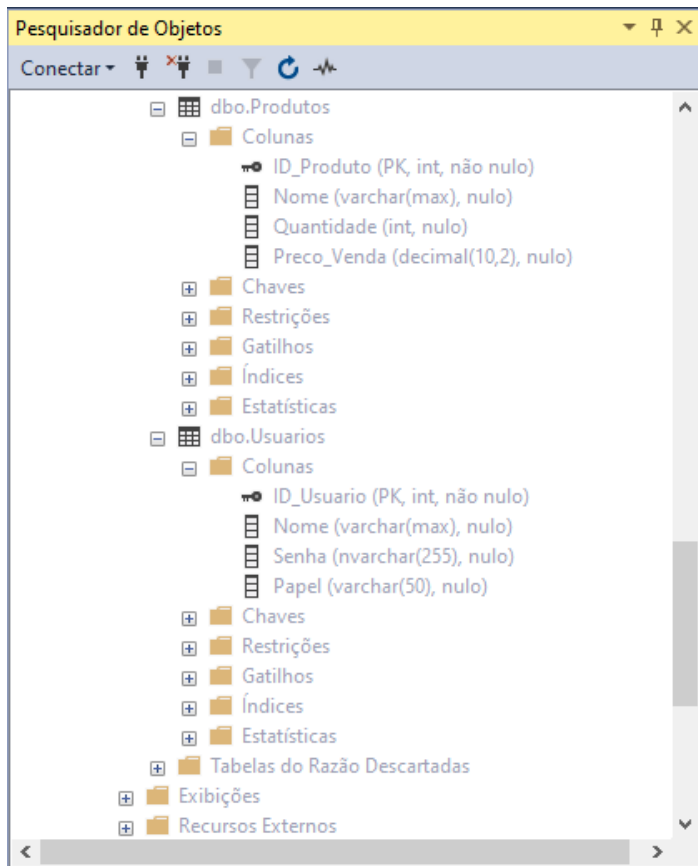 Pesquisador de Objetos
Conectar
dbo.Produtos
Colunas
ID_Produto (PK, int, não nulo)
Nome (varchar(max), nulo)
Quantidade (int, nulo)
Preco_Venda (decimal(10,2), nulo)
Chaves
Restrições
Gatilhos
Índices
Estatísticas
dbo.Usuarios
Colunas
ID_Usuario (PK, int, não nulo)
Nome (varchar(max), nulo)
Senha (nvarchar(255), nulo)
Papel (varchar(50), nulo)
Chaves
Restrições
Gatilhos
Índices
Estatísticas
Tabelas do Razão Descartadas
Exibições
Recursos Externos